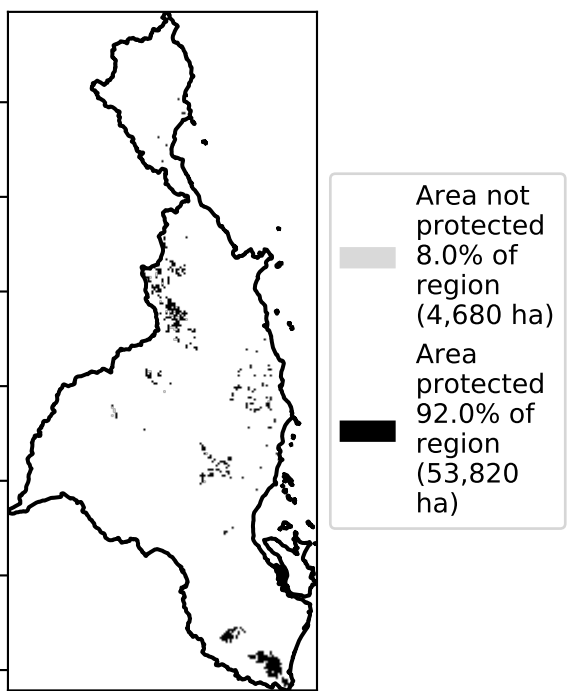 Area not
protected
8.0% of
region
(4,680 ha)
Area
protected
92.0% of
region
(53,820
ha)